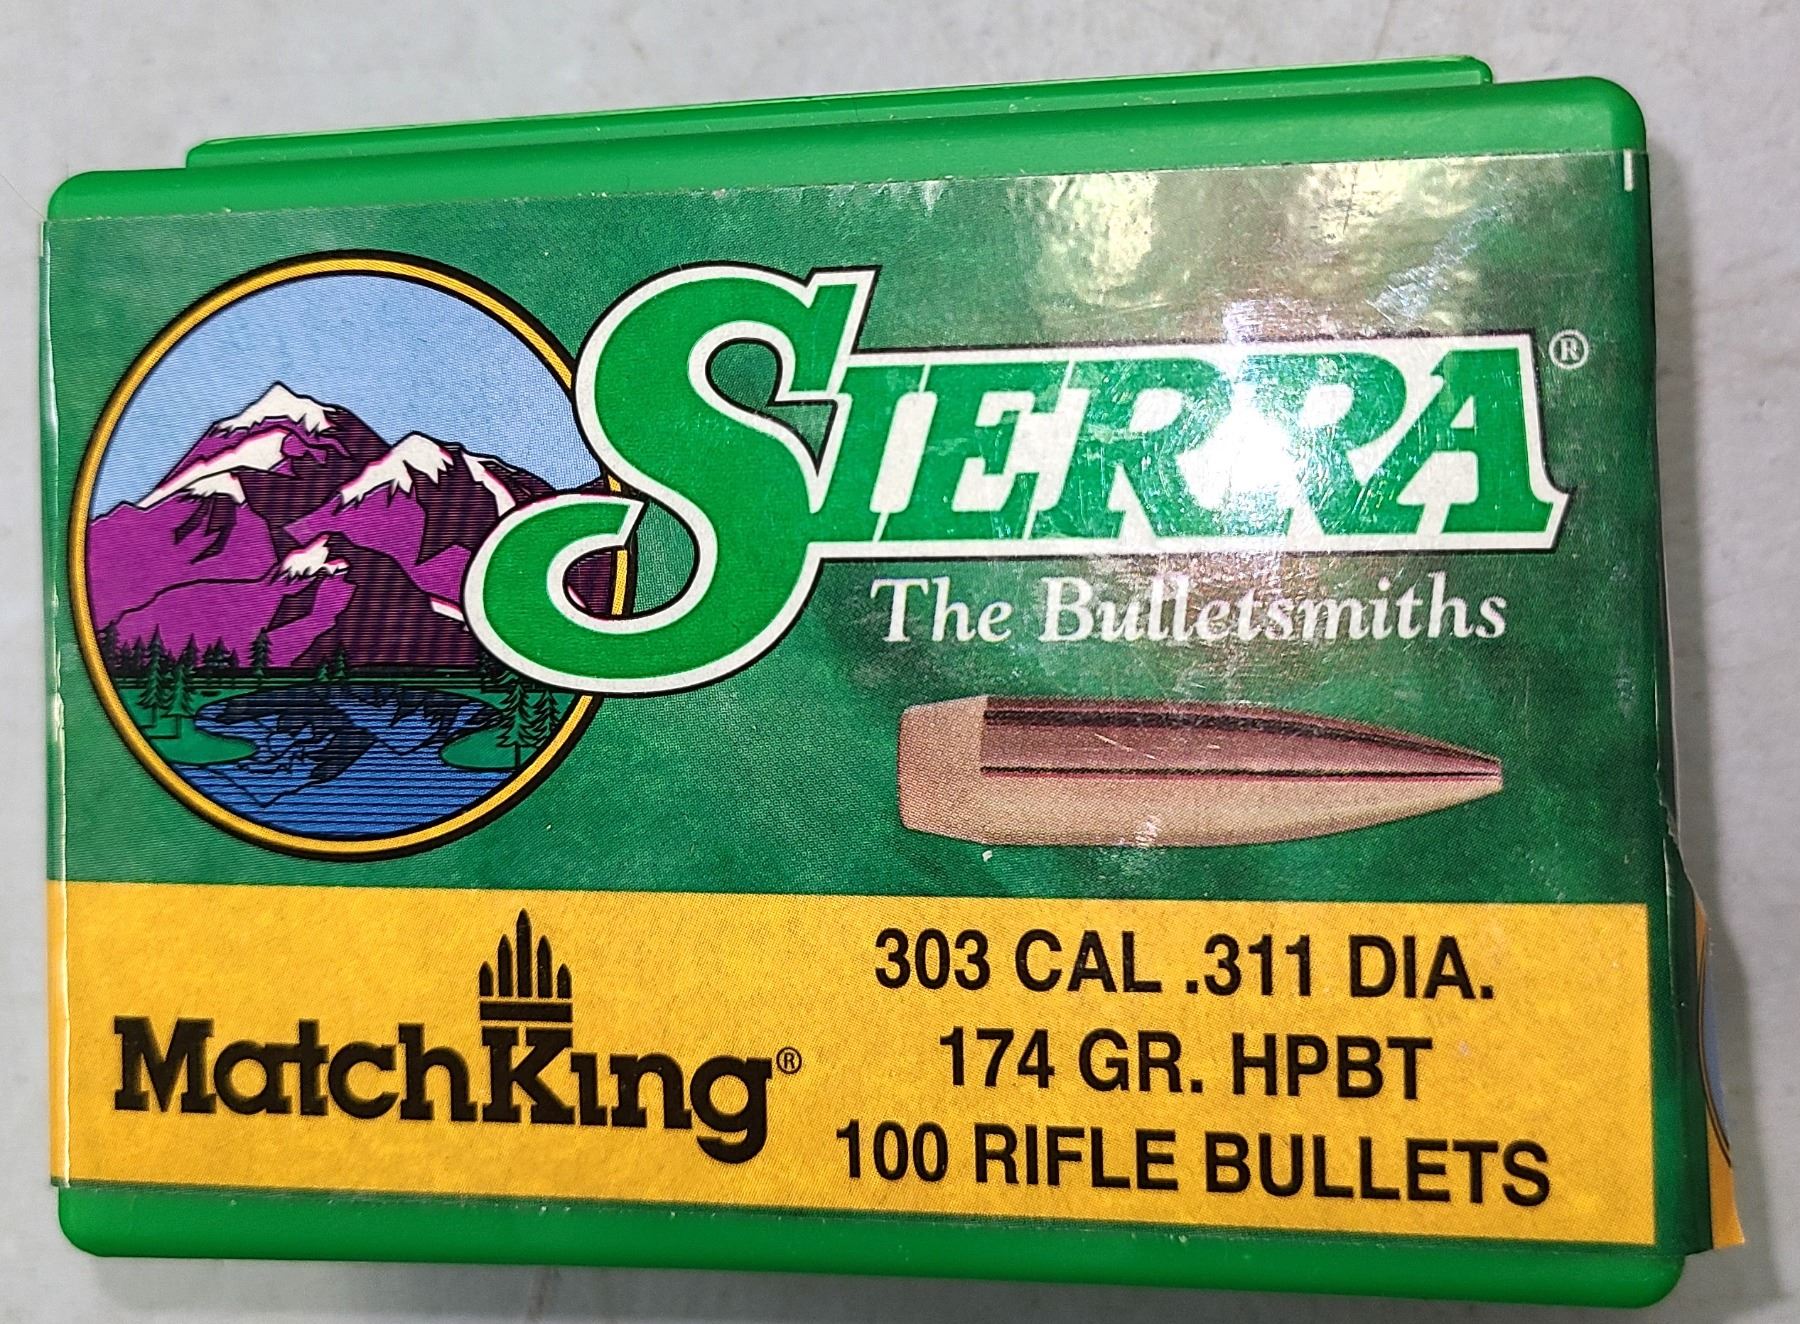 SIERRA®
The Bulletsmiths
MatchKing®
303 CAL .311 DIA.
174 GR. HPBT
100 RIFLE BULLETS